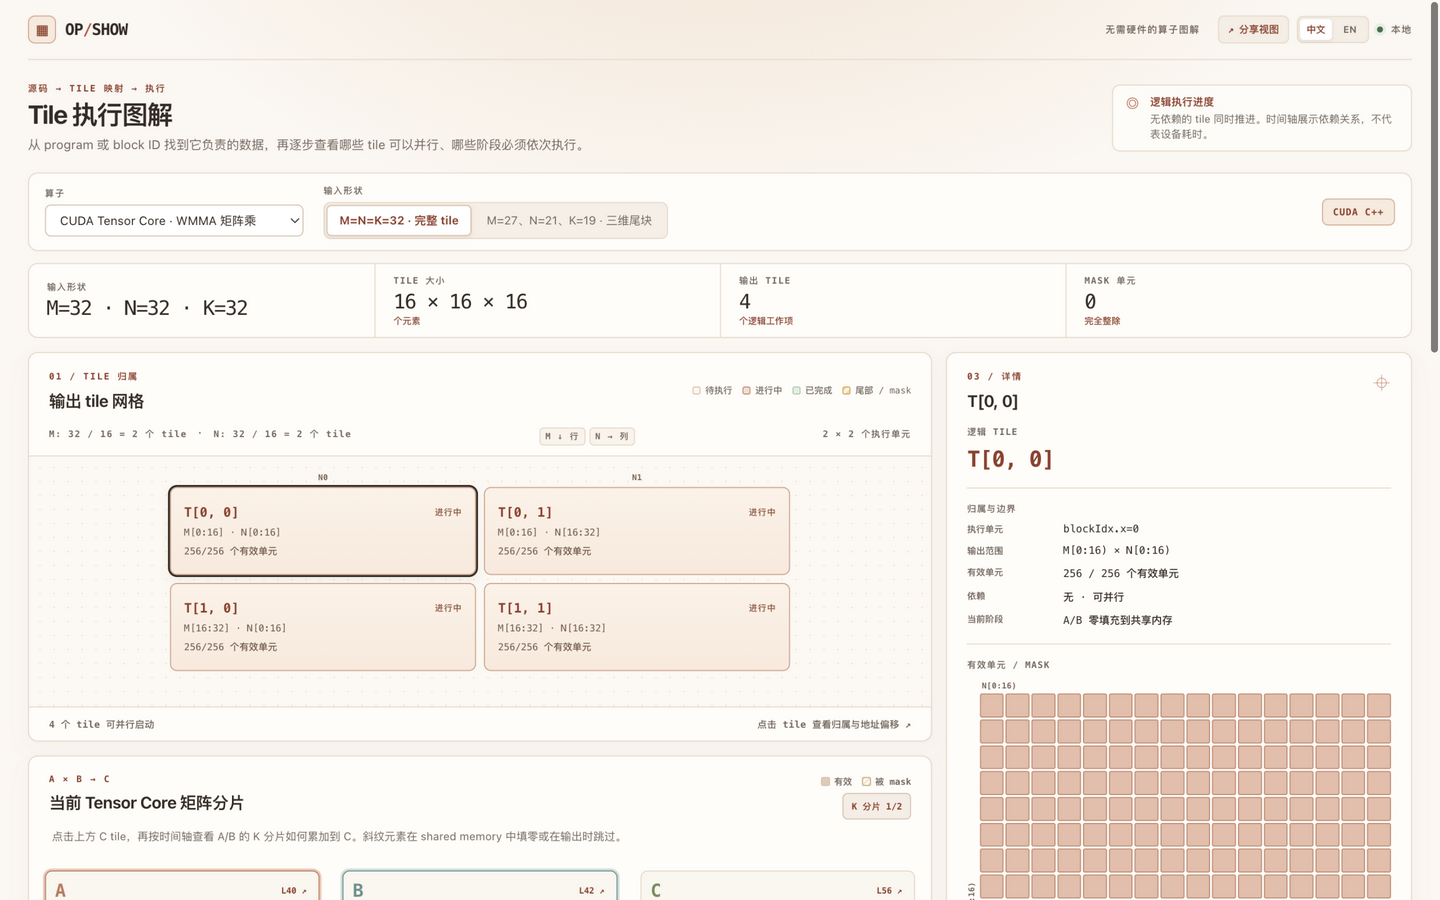 ▦ OP/SHOW
无需硬件的算子图解
↗ 分享视图
中文 EN
本地
源码 → TILE 映射 → 执行
Tile 执行图解
从 program 或 block ID 找到它负责的数据，再逐步查看哪些 tile 可以并行、哪些阶段必须依次执行。
◎ 逻辑执行进度
无依赖的 tile 同时推进。时间轴展示依赖关系，不代
表设备耗时。
算子
CUDA Tensor Core · WMMA 矩阵乘
输入形状
M=N=K=32 · 完整 tile
M=27、N=21、K=19 · 三维尾块
CUDA C++
输入形状
M=32 · N=32 · K=32
TILE 大小
16 × 16 × 16
个元素
输出 TILE
4
个逻辑工作项
MASK 单元
0
完全整除
01 / TILE 归属
输出 tile 网格
待执行 进行中 已完成 尾部 / mask
M: 32 / 16 = 2 个 tile · N: 32 / 16 = 2 个 tile
M ↓ 行 N → 列
2 × 2 个执行单元
N0 N1
T[0, 0] 进行中
M[0:16] · N[0:16]
256/256 个有效单元
T[0, 1] 进行中
M[0:16] · N[16:32]
256/256 个有效单元
T[1, 0] 进行中
M[16:32] · N[0:16]
256/256 个有效单元
T[1, 1] 进行中
M[16:32] · N[16:32]
256/256 个有效单元
4 个 tile 可并行启动
点击 tile 查看归属与地址偏移 ↗
A × B → C
当前 Tensor Core 矩阵分片
有效 被 mask
K 分片 1/2
点击上方 C tile，再按时间轴查看 A/B 的 K 分片如何累加到 C。斜纹元素在 shared memory 中填零或在输出时跳过。
A L40 ↗
B L42 ↗
C L56 ↗
03 / 详情
T[0, 0]
逻辑 TILE
T[0, 0]
归属与边界
执行单元 blockIdx.x=0
输出范围 M[0:16) × N[0:16)
有效单元 256 / 256 个有效单元
依赖 无 · 可并行
当前阶段 A/B 零填充到共享内存
有效单元 / MASK
N[0:16)
:16)